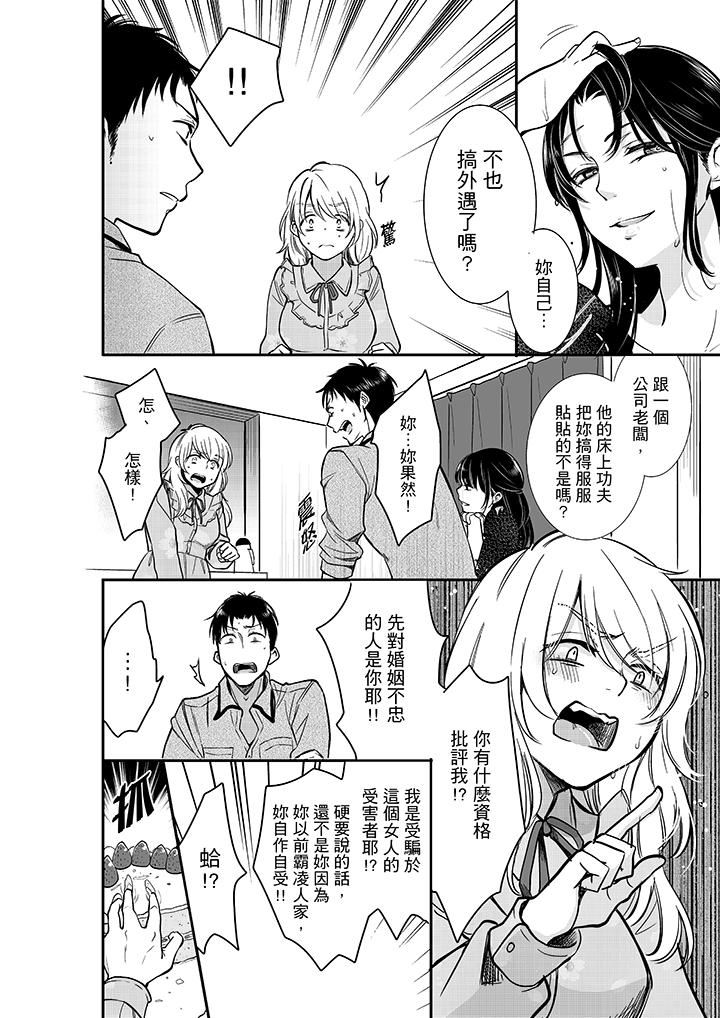 妳自己…
不也
搞外遇了嗎？
驚
!!
跟一個
公司老闆，
他的床上功夫
把妳搞得服服
貼貼的不是嗎？
妳…妳果然！
震怒
怎、
怎樣！
先對婚姻不忠
的人是你耶!!
你有什麼資格
批評我!?
…！
我是受騙於
這個女人的
受害者耶!?
硬要說的話，
還不是妳因為
妳以前霸凌人家，
妳自作自受！
蛤!?
抓